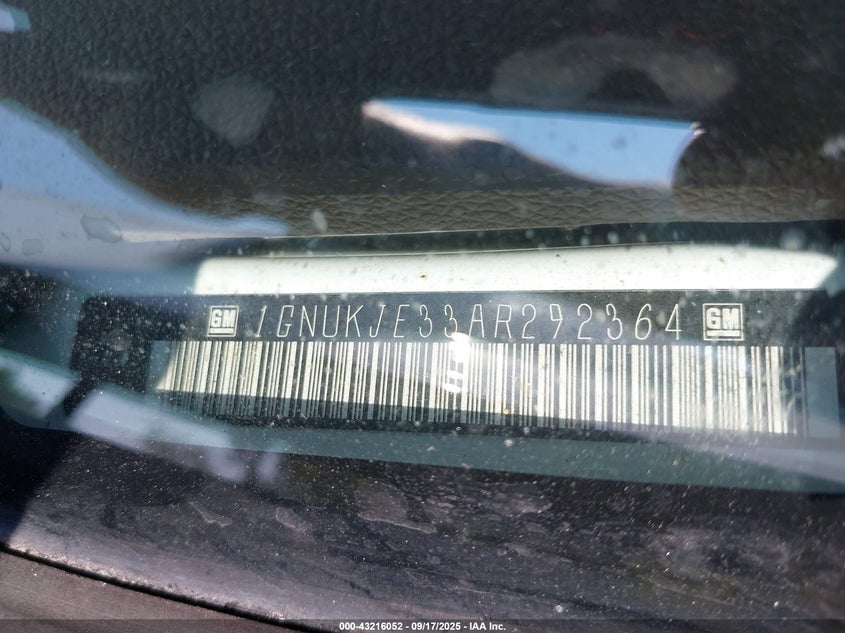 GM 1GNUKJE33AR292364 GM
000-43216052 - 09/17/2025 - IAA Inc.